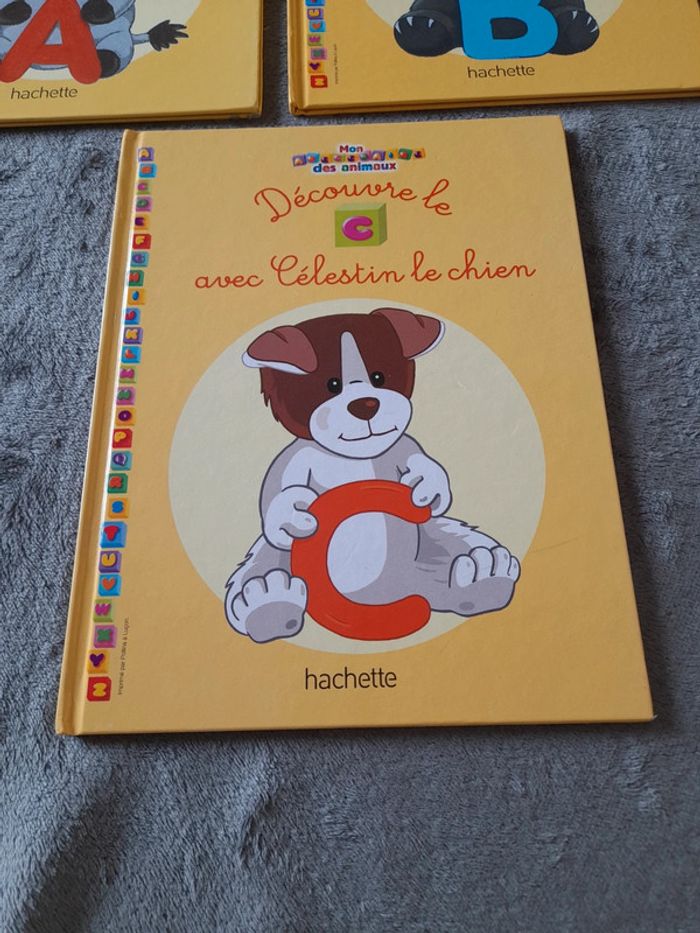 A
hachette
B
hachette
Mon
des animaux
Découvre le
C
avec Célestin le chien
C
hachette